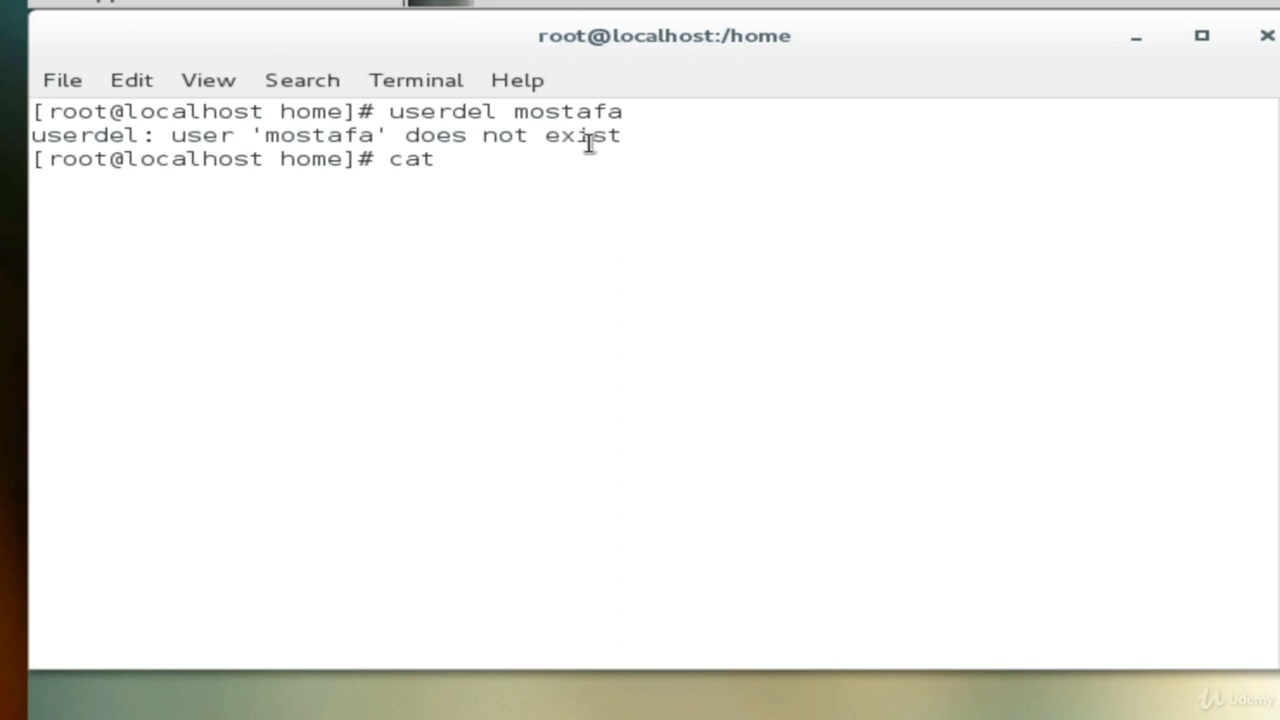 root@localhost:/home
File Edit View Search Terminal Help
[root@localhost home]# userdel mostafa
userdel: user 'mostafa' does not exist
[root@localhost home]# cat
Udemy